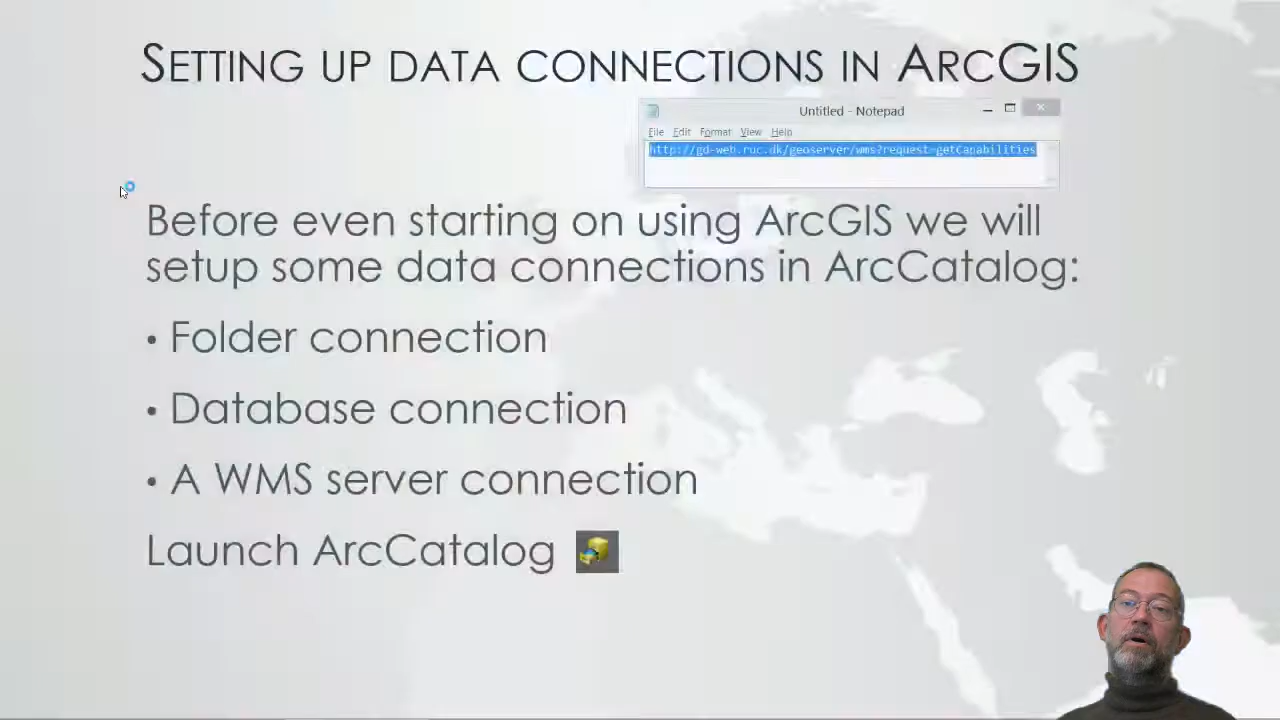 SETTING UP DATA CONNECTIONS IN ARCGIS
Untitled - Notepad
File Edit Format View Help
http://gd-web.ruc.dk/geoserver/wms?request=getCapabilities
Before even starting on using ArcGIS we will
setup some data connections in ArcCatalog:
• Folder connection
• Database connection
• A WMS server connection
Launch ArcCatalog